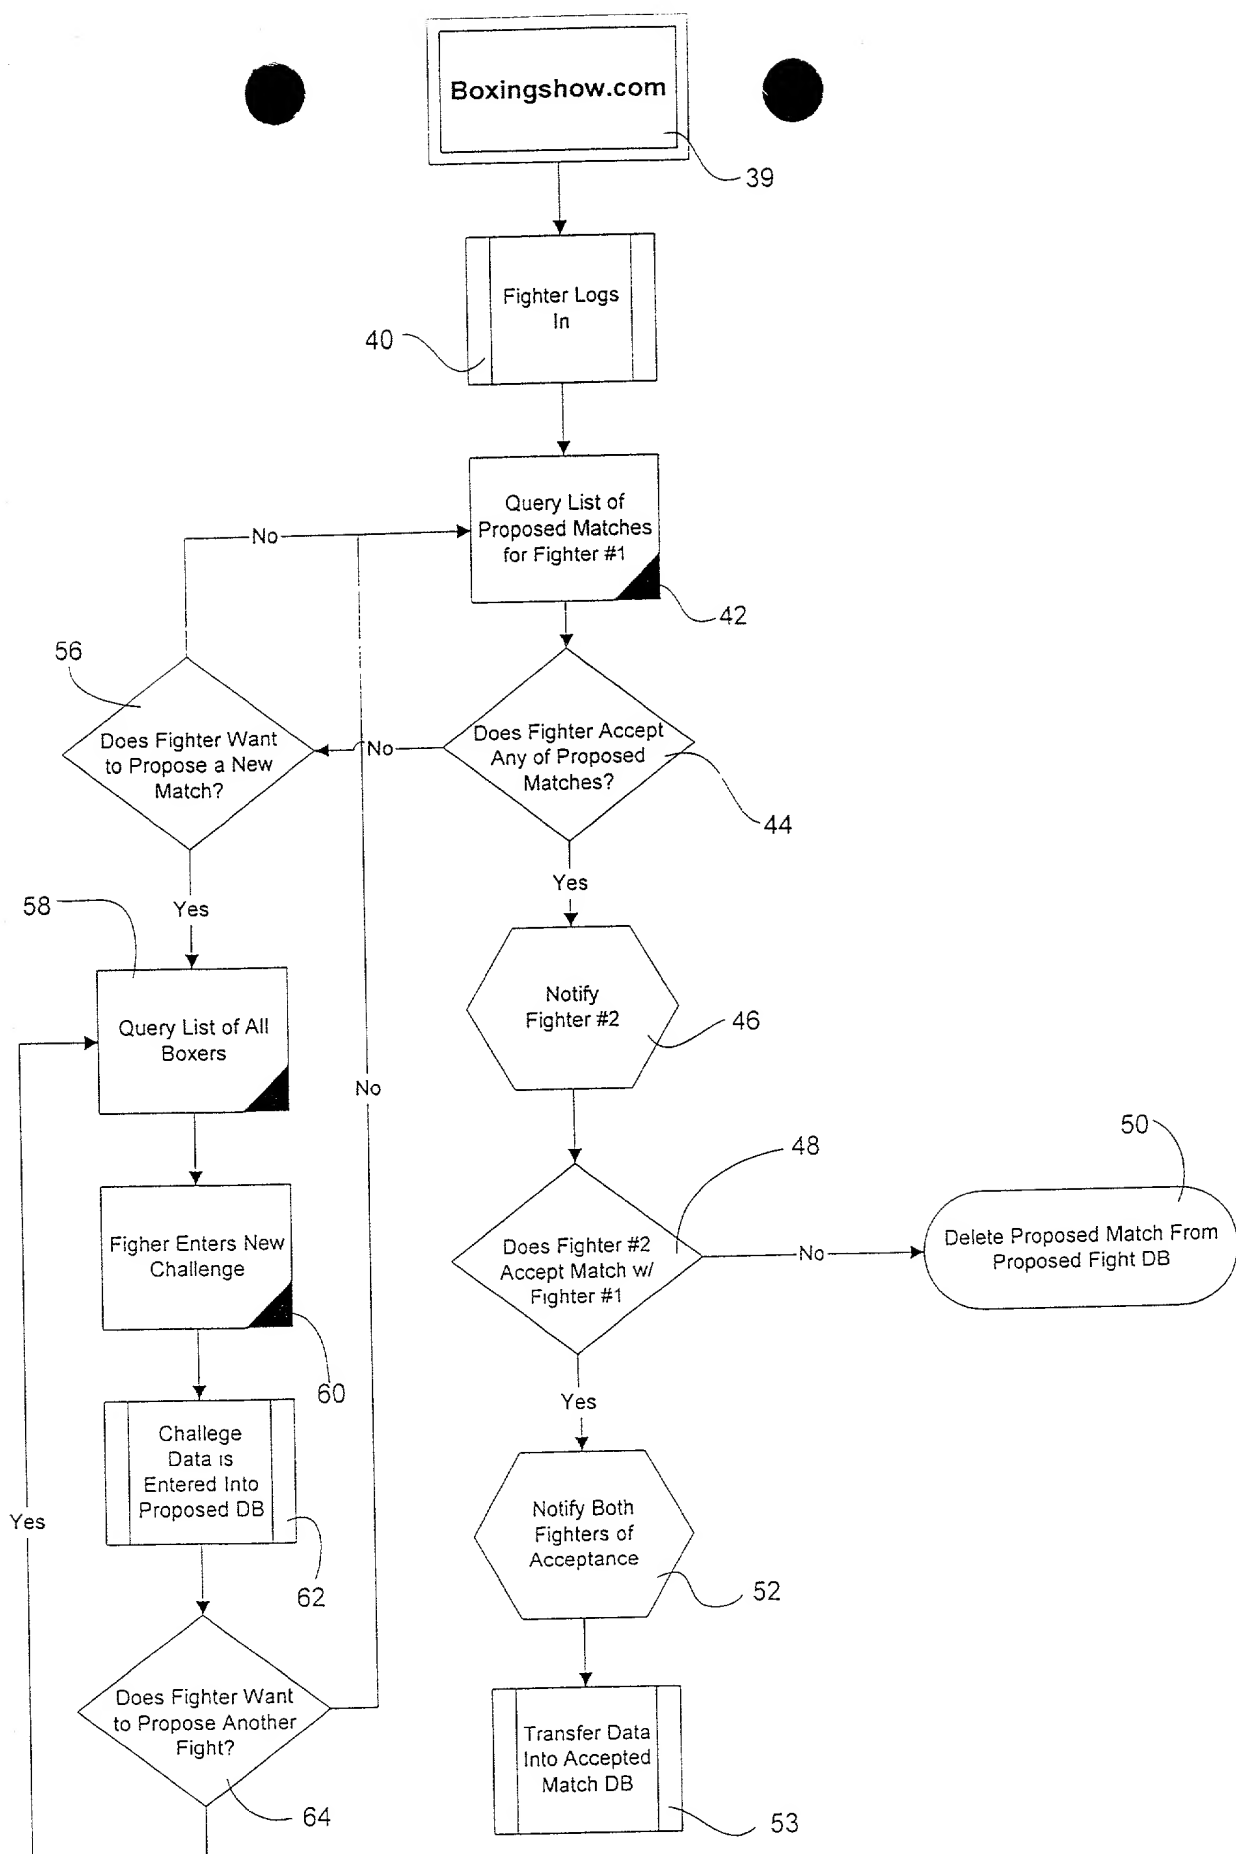 Boxingshow.com
39
Fighter Logs
In
40
Query List of
Proposed Matches
for Fighter #1
42
No
56
Does Fighter Want
to Propose a New
Match?
No
Does Fighter Accept
Any of Proposed
Matches?
44
Yes
Yes
58
Query List of All
Boxers
Notify
Fighter #2
46
No
Figher Enters New
Challenge
60
Does Fighter #2
Accept Match w/
Fighter #1
48
No
50
Delete Proposed Match From
Proposed Fight DB
Yes
Challege
Data is
Entered Into
Proposed DB
62
Yes
Notify Both
Fighters of
Acceptance
52
Does Fighter Want
to Propose Another
Fight?
64
Transfer Data
Into Accepted
Match DB
53